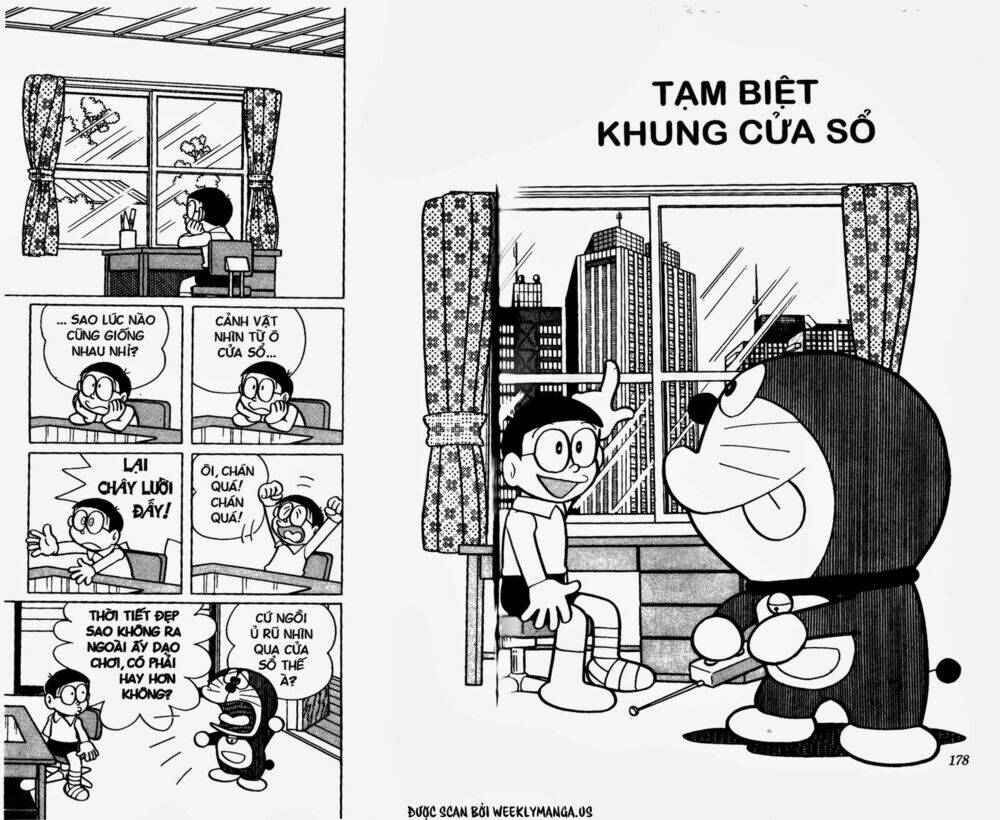 TẠM BIỆT
KHUNG CỬA SỔ
178
CẢNH VẬT
NHÌN TỪ Ô
CỬA SỔ...
... SAO LÚC NÀO
CŨNG GIỐNG
NHAU NHỈ?
ÔI, CHÁN
QUÁ!
CHÁN
QUÁ!
LẠI
CHÂY LƯỜI
ĐẤY!
CỨ NGỒI
Ủ RŨ NHÌN
QUA CỬA
SỔ THẾ
À?
THỜI TIẾT ĐẸP
SAO KHÔNG RA
NGOÀI ẤY DẠO
CHƠI, CÓ PHẢI
HAY HƠN
KHÔNG?
ĐƯỢC SCAN BỞI WEEKLYMANGA.US